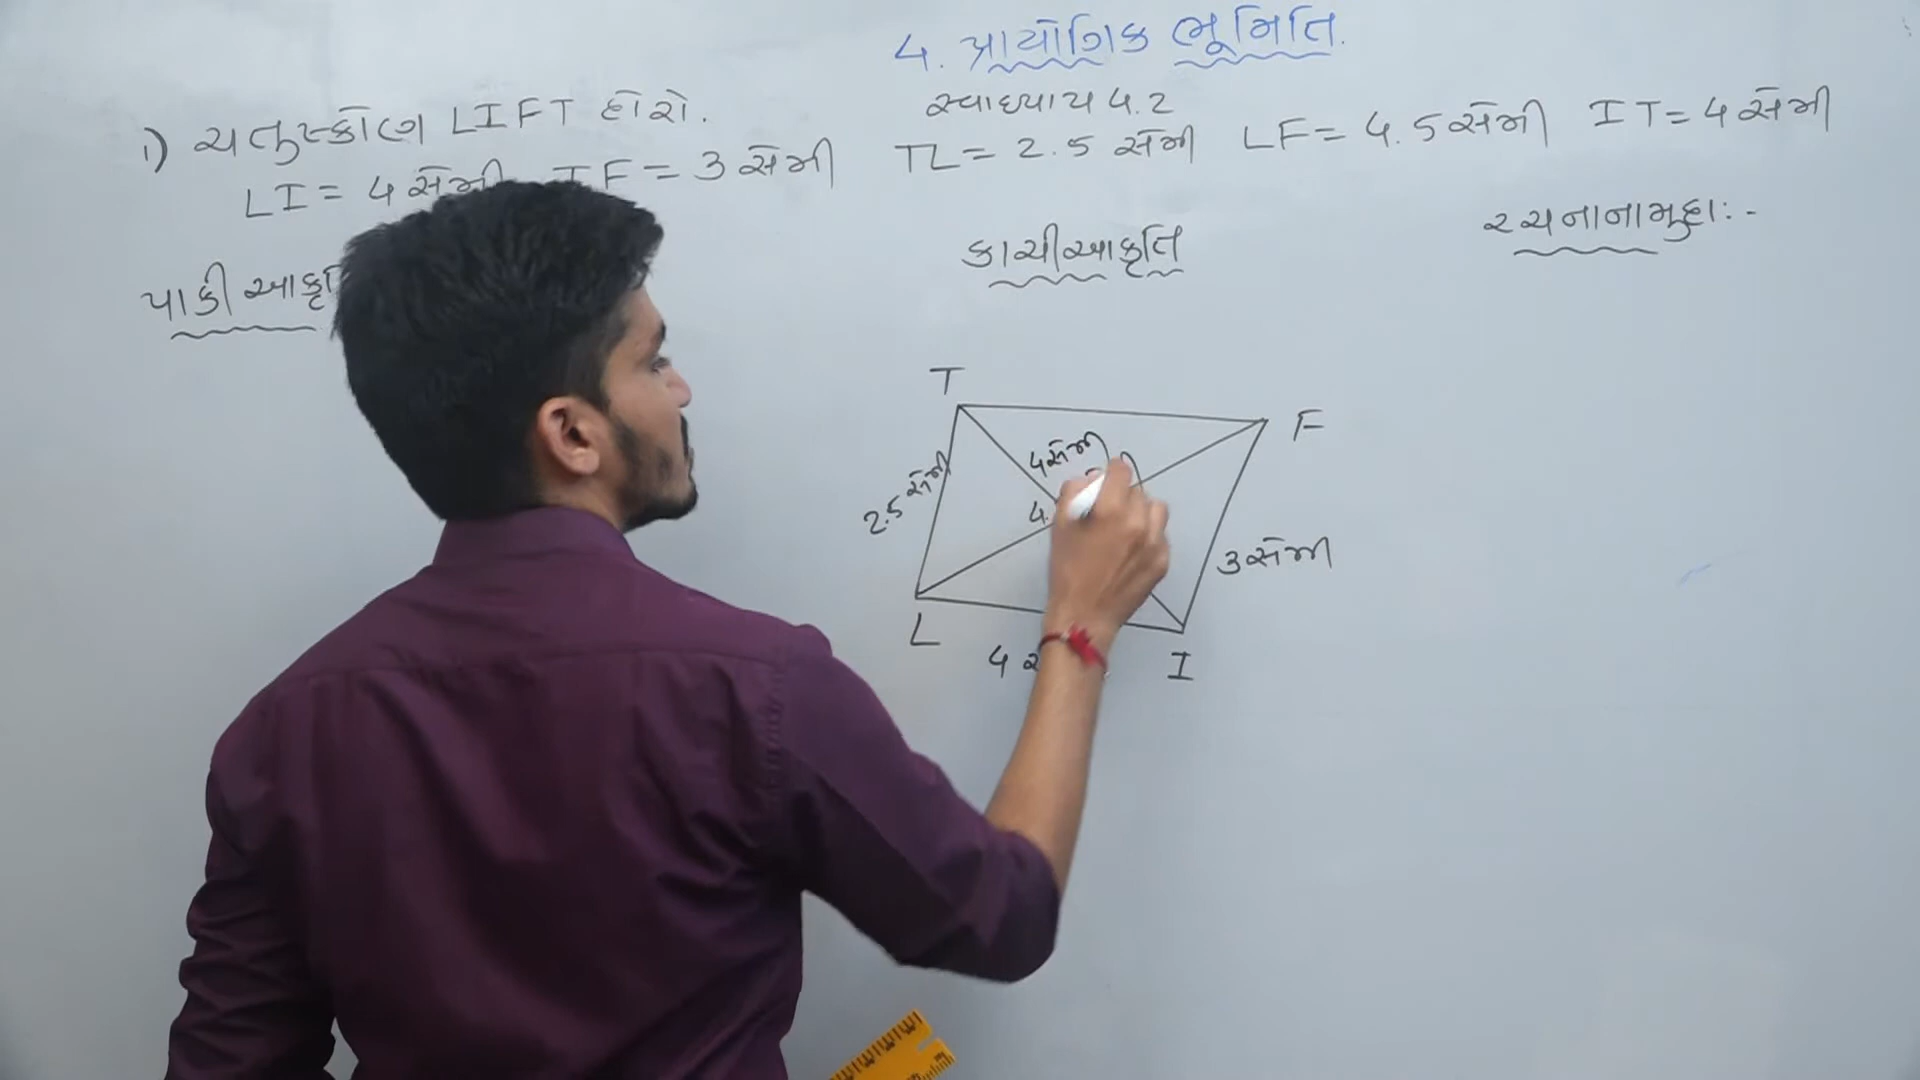 4. પ્રાયોગિક ભૂમિતિ.
સ્વાધ્યાય 4.2
1) ચતુષ્કોણ LIFT દોરો.
LI = 4 સેમી IF = 3 સેમી TL = 2.5 સેમી LF = 4.5 સેમી IT = 4 સેમી
પાકી
કાચી આકૃતિ
રચનાના મુદ્દા :-
T
F
4 સેમી
2.5 સેમી
3 સેમી
L
4
I